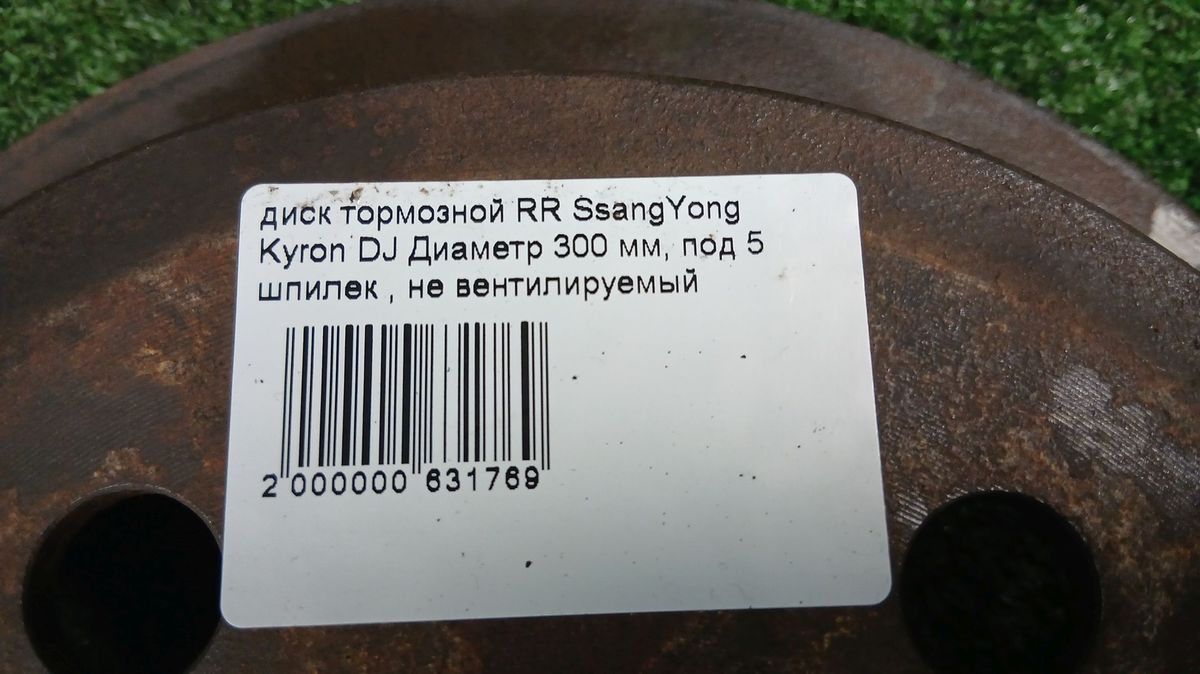 диск тормозной RR SsangYong
Kyron DJ Диаметр 300 мм, под 5
шпилек , не вентилируемый
2 000000 631769